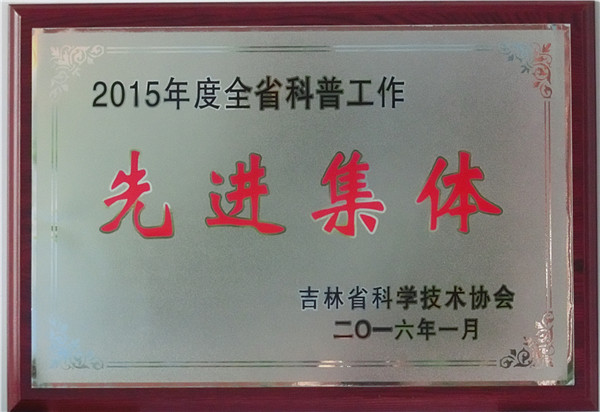 2015年度全省科普工作
先进集体
吉林省科学技术协会
二〇一六年一月